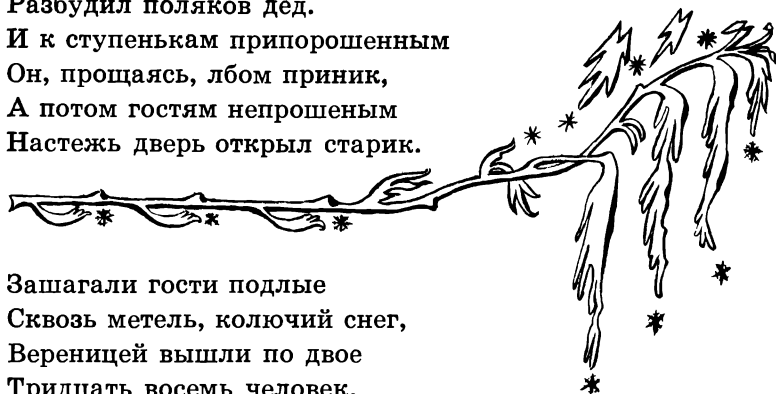 Разбудил поляков дед.
И к ступенькам припорошенным
Он, прощаясь, лбом приник,
А потом гостям непрошеным
Настежь дверь открыл старик.
Зашагали гости подлые
Сквозь метель, колючий снег,
Вереницей вышли по двое
Тридцать восемь человек.